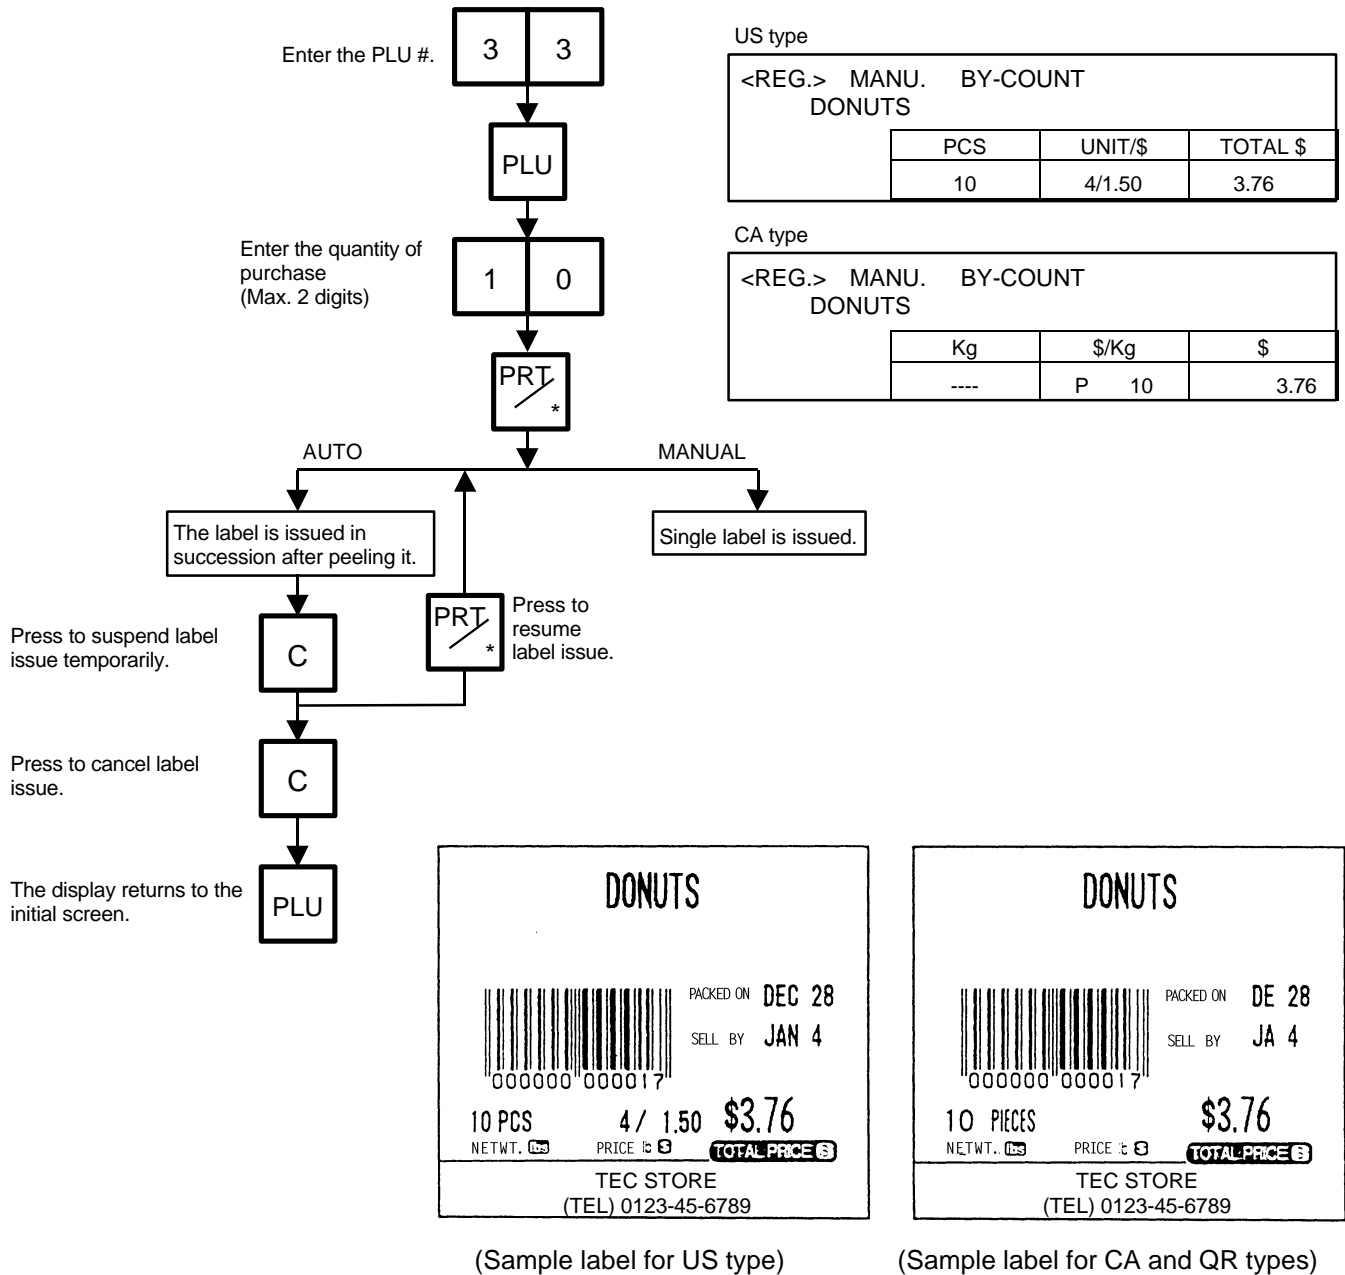 Enter the PLU #.
3 3
PLU
Enter the quantity of
purchase
(Max. 2 digits)
1 0
PRT
*
AUTO
MANUAL
The label is issued in
succession after peeling it.
Single label is issued.
Press to suspend label
issue temporarily.
C
PRT
*
Press to
resume
label issue.
Press to cancel label
issue.
C
The display returns to the
initial screen.
PLU
US type
<REG.> MANU. BY-COUNT
DONUTS
PCS UNIT/$ TOTAL $
10 4/1.50 3.76
CA type
<REG.> MANU. BY-COUNT
DONUTS
Kg $/Kg $
---- P 10 3.76
DONUTS
PACKED ON DEC 28
SELL BY JAN 4
000000 000017
10 PCS 4/ 1.50 $3.76
NETWT. lbs PRICE $ TOTAL PRICE $
TEC STORE
(TEL) 0123-45-6789
(Sample label for US type)
DONUTS
PACKED ON DE 28
SELL BY JA 4
000000 000017
10 PIECES $3.76
NETWT. lbs PRICE $ TOTAL PRICE $
TEC STORE
(TEL) 0123-45-6789
(Sample label for CA and QR types)